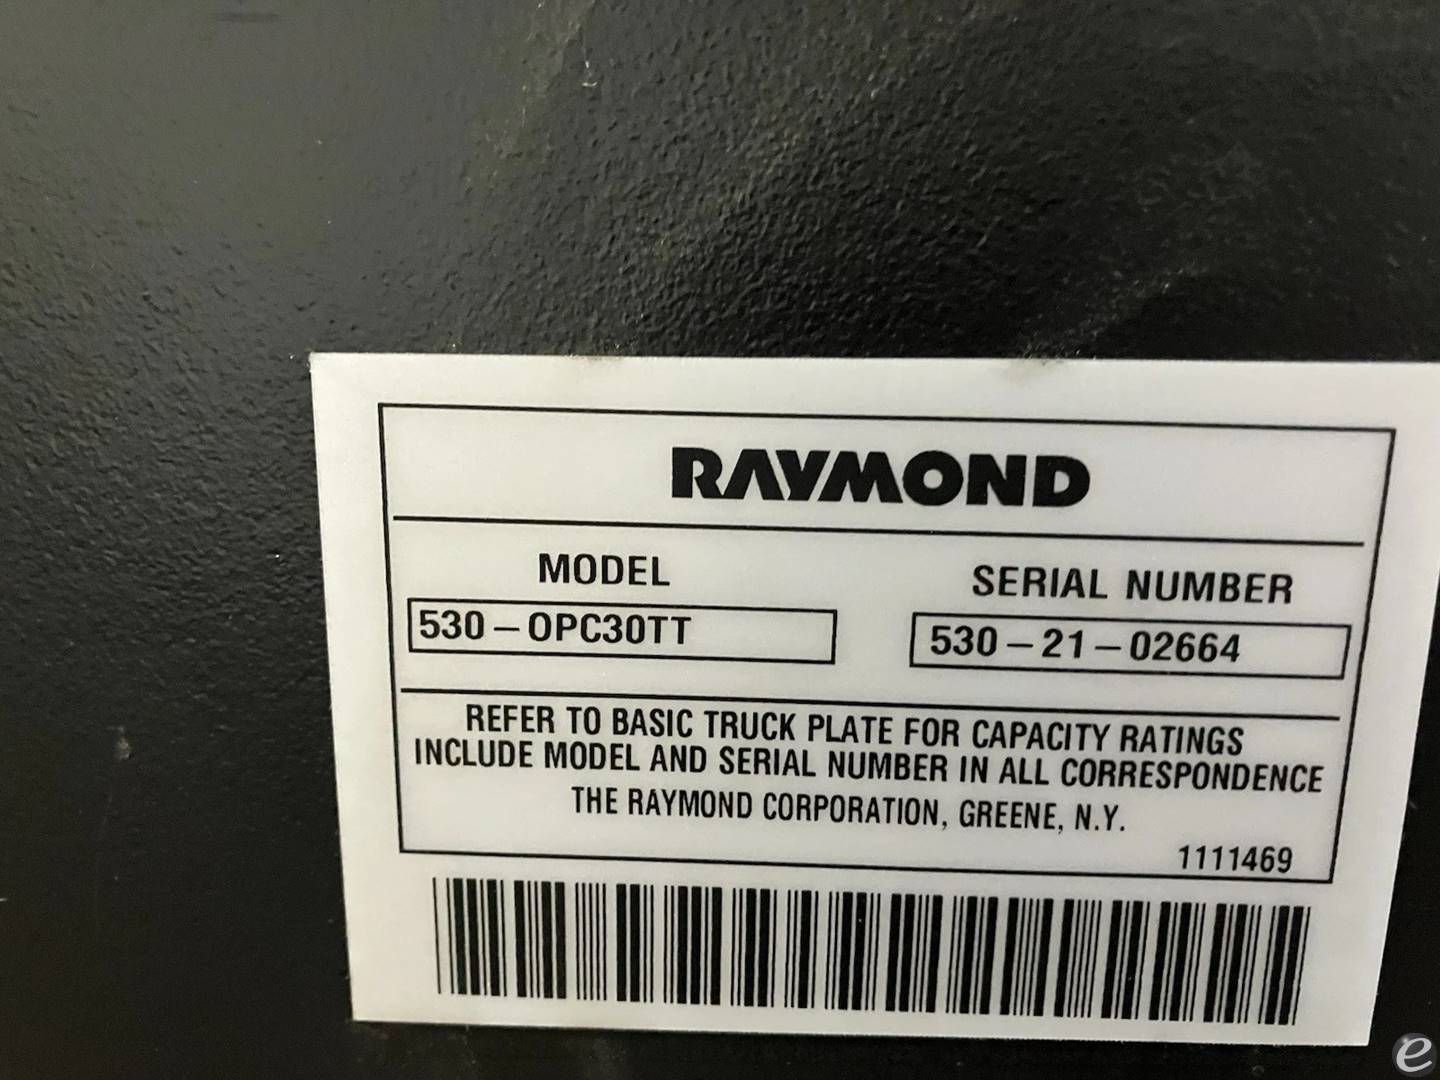 RAYMOND
MODEL SERIAL NUMBER
530-OPC30TT 530-21-02664
REFER TO BASIC TRUCK PLATE FOR CAPACITY RATINGS
INCLUDE MODEL AND SERIAL NUMBER IN ALL CORRESPONDENCE
THE RAYMOND CORPORATION, GREENE, N.Y.
1111469
e